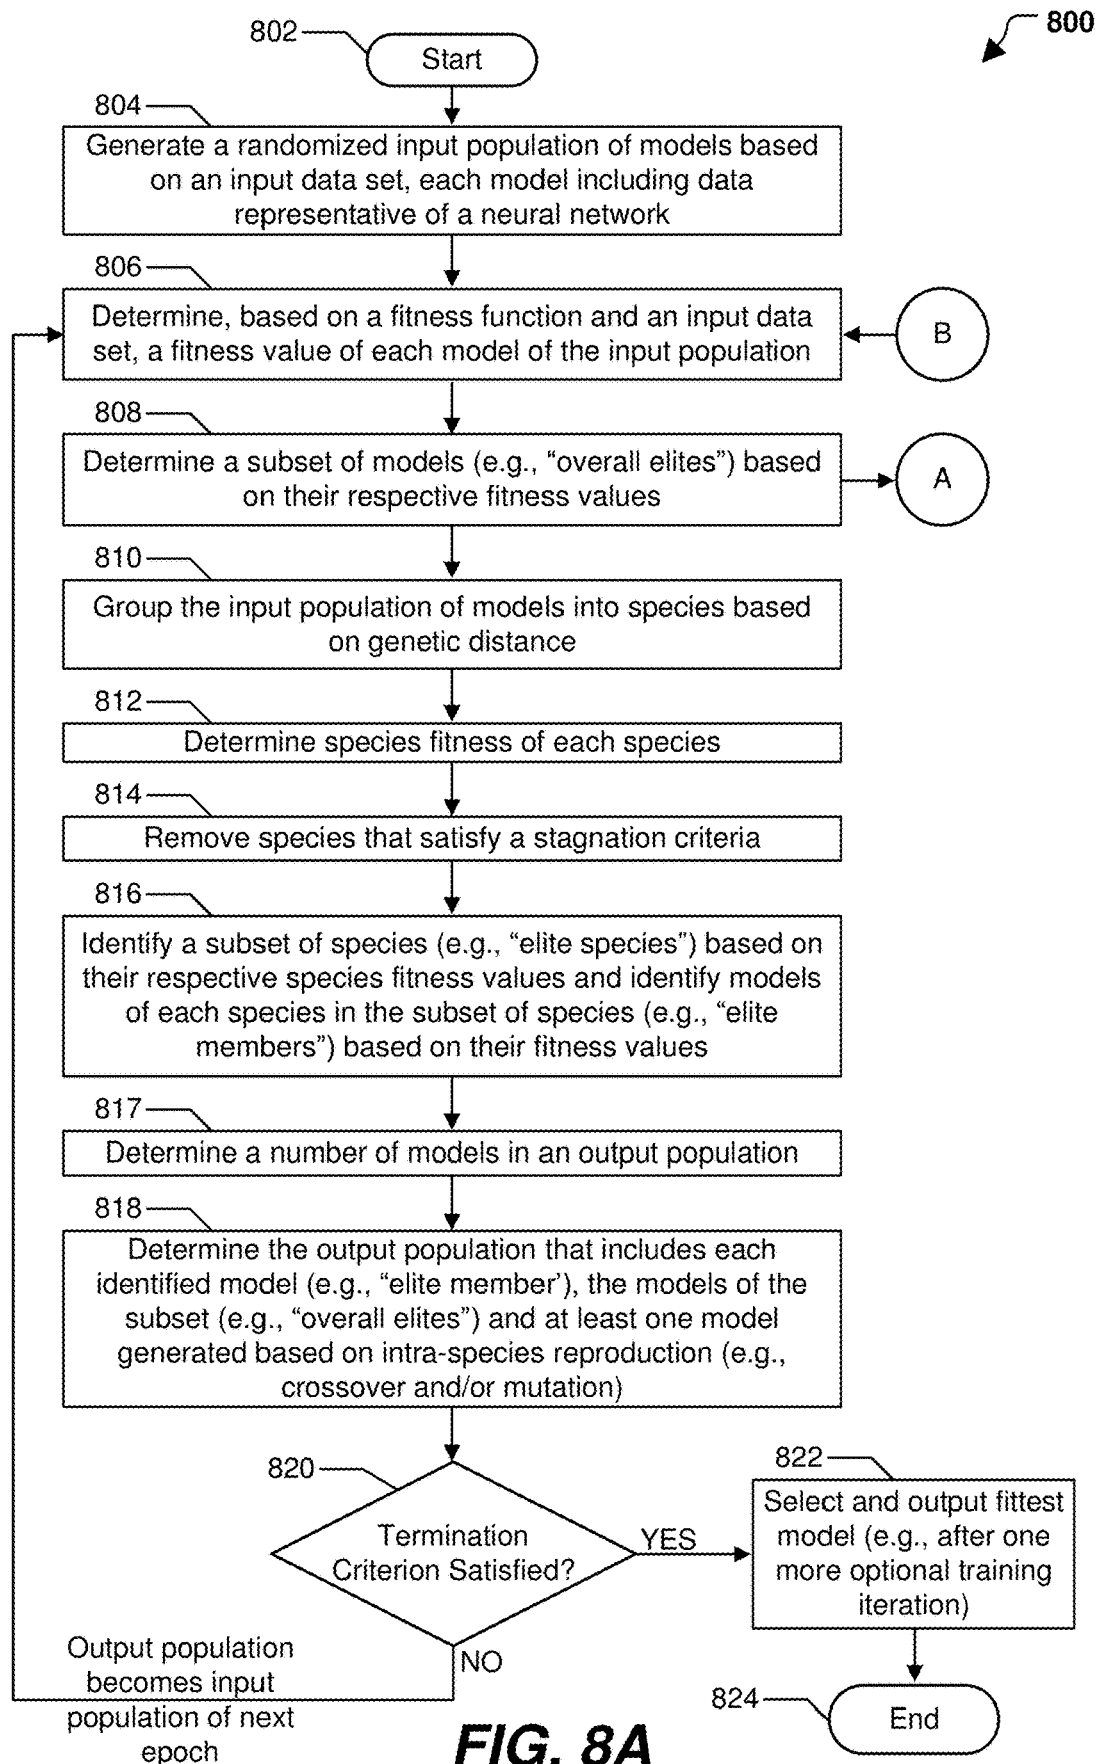 800
802
Start
804
Generate a randomized input population of models based
on an input data set, each model including data
representative of a neural network
806
Determine, based on a fitness function and an input data
set, a fitness value of each model of the input population
B
808
Determine a subset of models (e.g., “overall elites”) based
on their respective fitness values
A
810
Group the input population of models into species based
on genetic distance
812
Determine species fitness of each species
814
Remove species that satisfy a stagnation criteria
816
Identify a subset of species (e.g., “elite species”) based on
their respective species fitness values and identify models
of each species in the subset of species (e.g., “elite
members”) based on their fitness values
817
Determine a number of models in an output population
818
Determine the output population that includes each
identified model (e.g., “elite member’), the models of the
subset (e.g., “overall elites”) and at least one model
generated based on intra-species reproduction (e.g.,
crossover and/or mutation)
820
Termination
Criterion Satisfied?
YES
822
Select and output fittest
model (e.g., after one
more optional training
iteration)
NO
Output population
becomes input
population of next
epoch
824
End
FIG. 8A